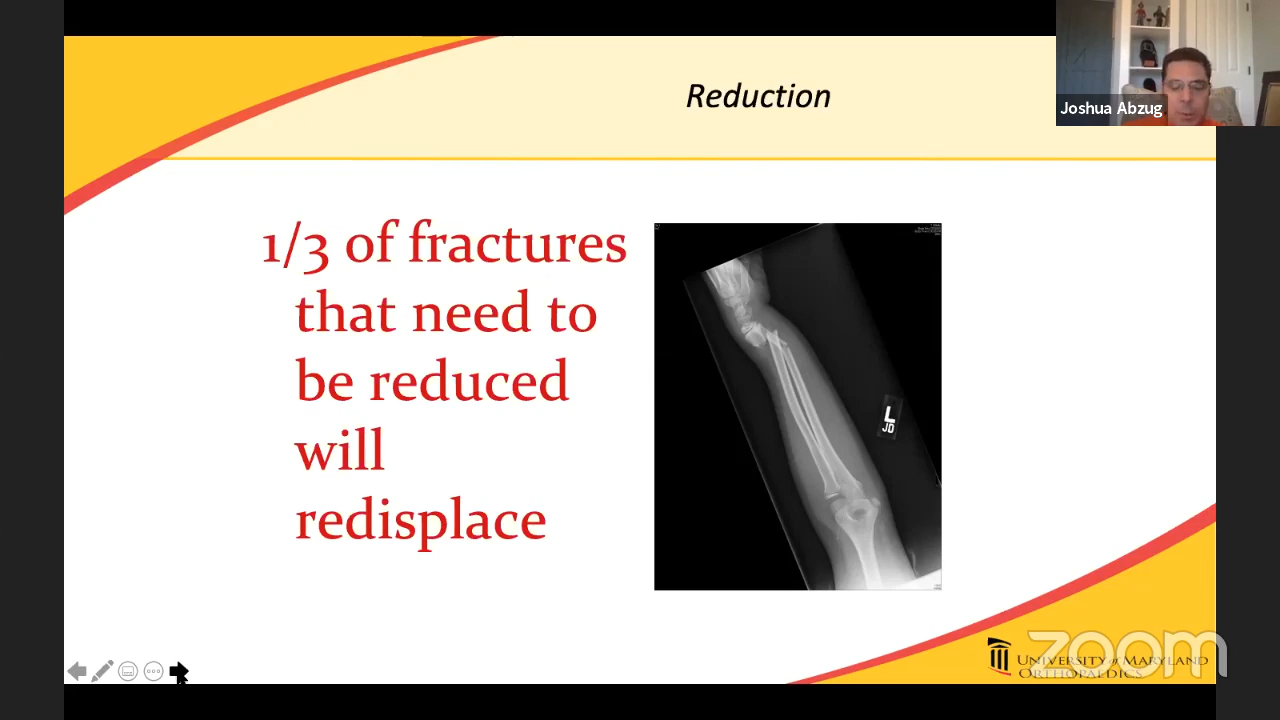 Reduction
Joshua Abzug
1/3 of fractures
that need to
be reduced
will
redisplace
L
JD
zoom
UNIVERSITY of MARYLAND
ORTHOPAEDICS